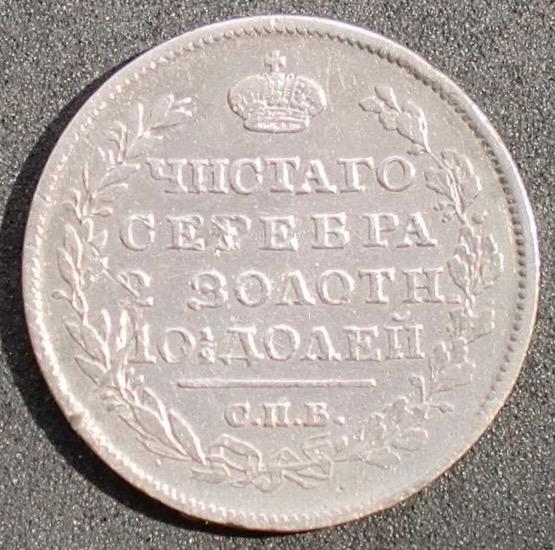 ЧИСТАГО
СЕРЕБРА
2 ЗОЛОТН.
10½ ДОЛЕЙ
С.П.Б.